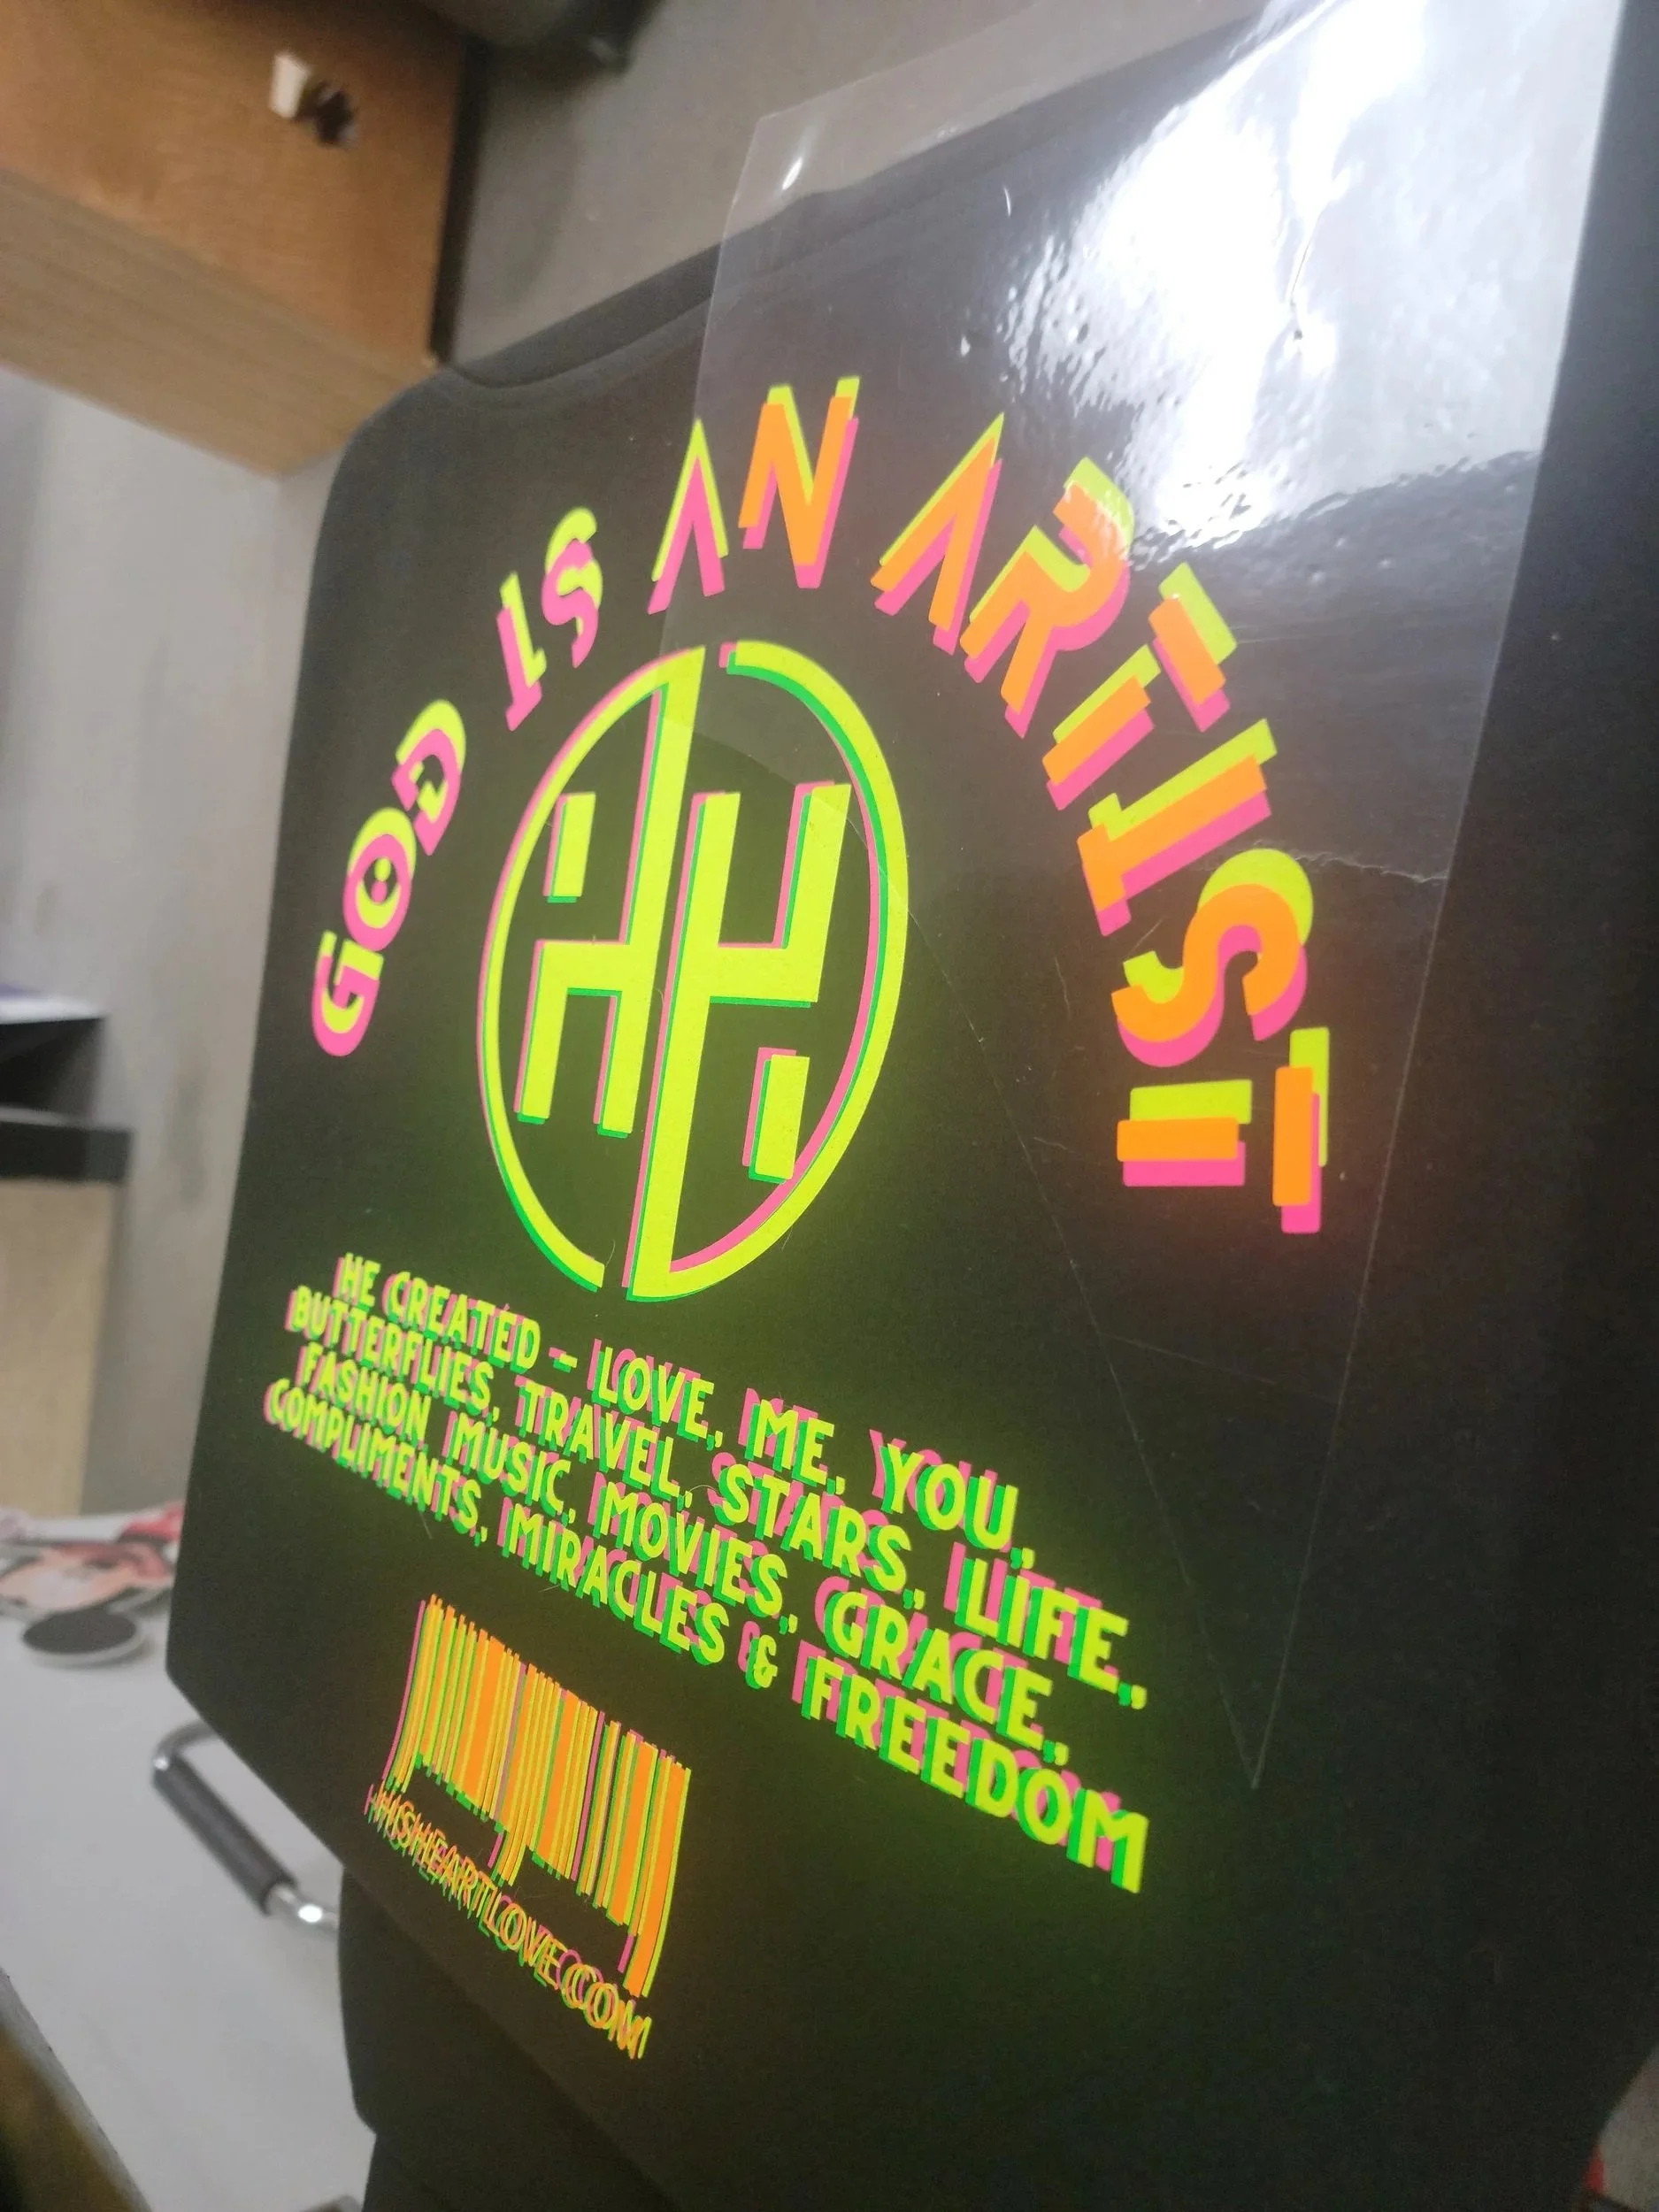 GOD IS AN ARTIST
HH
HE CREATED - LOVE, ME, YOU,
BUTTERFLIES, TRAVEL, STARS, LIFE,
FASHION, MUSIC, MOVIES, GRACE,
COMPLIMENTS, MIRACLES & FREEDOM
HISHEARTLOVE.COM